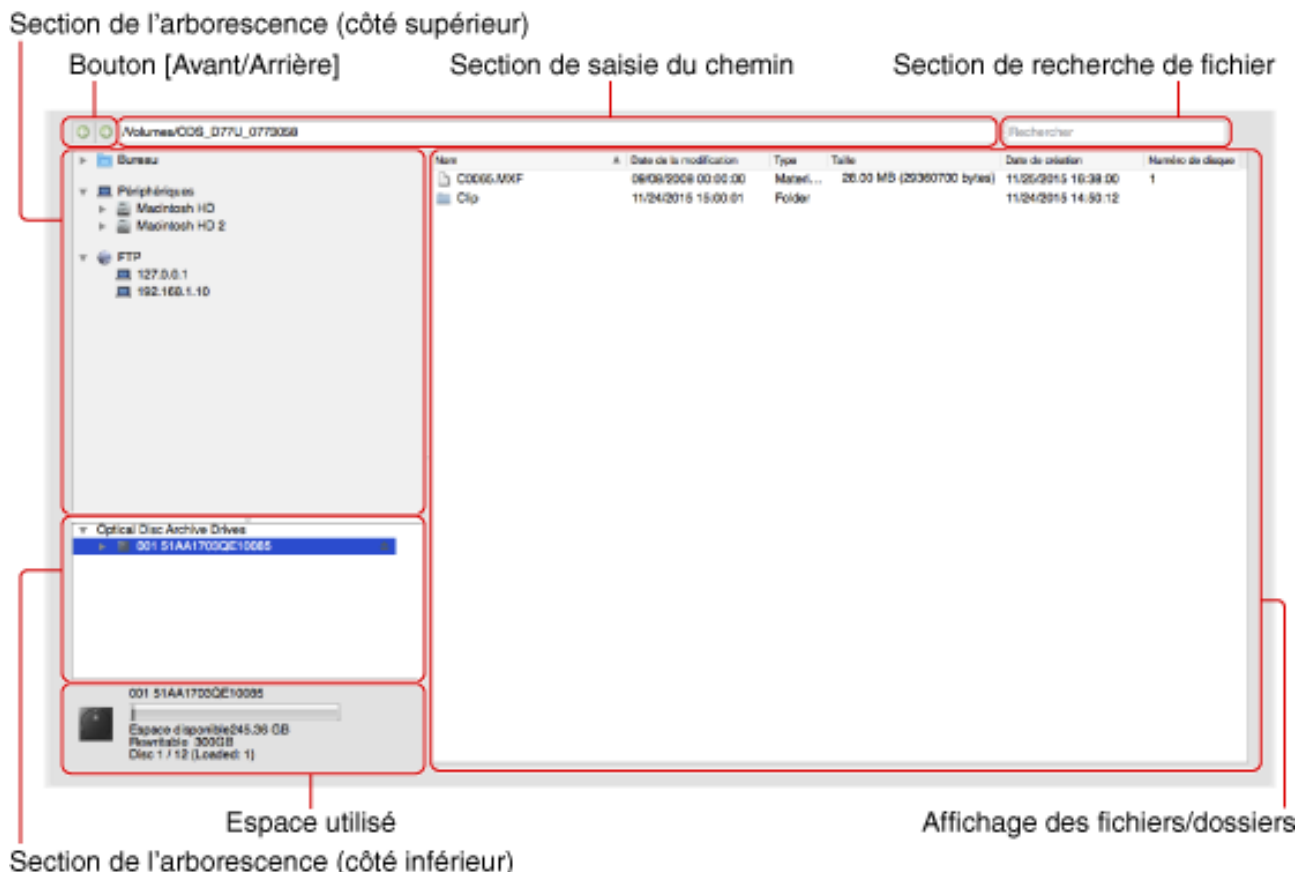 Section de l'arborescence (côté supérieur)
Bouton [Avant/Arrière]
Section de saisie du chemin
Section de recherche de fichier
/Volumes/ODS_D77U_0773058
Rechercher
Bureau
Périphériques
Macintosh HD
Macintosh HD 2
FTP
127.0.0.1
192.168.1.10
Nom Date de la modification Type Taille Date de création Numéro de disque
C0066.MXF 09/09/2009 00:00:00 Materi... 28.00 MB (29360700 bytes) 11/25/2015 16:38:00 1
Clip 11/24/2015 15:00:01 Folder 11/24/2015 14:50:12
Optical Disc Archive Drives
001 51AA1703QE10085
001 51AA1703QE10085
Espace disponible245.36 GB
Rewritable 300GB
Disc 1 / 12 (Loaded: 1)
Espace utilisé
Affichage des fichiers/dossiers
Section de l'arborescence (côté inférieur)